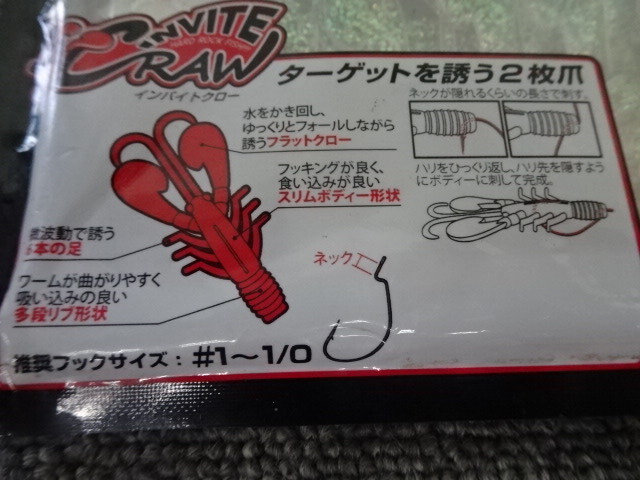 INVITE
HARD ROCK FISH
CRAW
インバイトクロー
ターゲットを誘う2枚爪
水をかき回し、
ゆっくりとフォールしながら
誘うフラットクロー
フッキングが良く、
食い込みが良い
スリムボディー形状
波動で誘う
本の足
ワームが曲がりやすく
吸い込みの良い
多段リブ形状
ネックが隠れるくらいの長さで刺す。
ハリをひっくり返し、ハリ先を隠すよう
にボディーに刺して完成。
ネック
推奨フックサイズ：#1～1/0